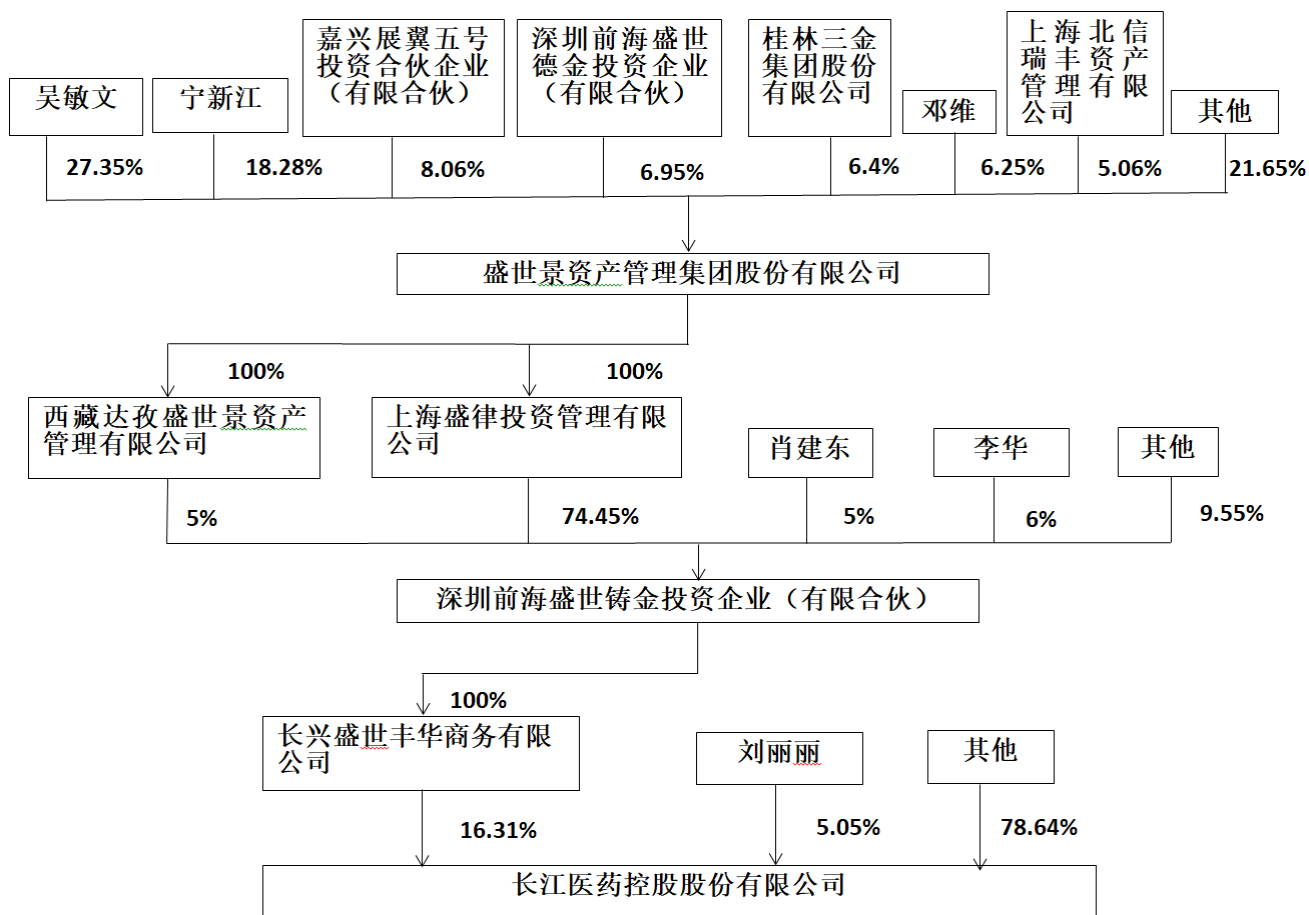 吴敏文
宁新江
嘉兴展翼五号
投资合伙企业
（有限合伙）
深圳前海盛世
德金投资企业
（有限合伙）
桂林三金
集团股份
有限公司
邓维
上海北信
瑞丰资产
管理有限
公司
其他
27.35%
18.28%
8.06%
6.95%
6.4%
6.25%
5.06%
21.65%
盛世景资产管理集团股份有限公司
100%
100%
西藏达孜盛世景资产
管理有限公司
上海盛律投资管理有限
公司
肖建东
李华
其他
5%
74.45%
5%
6%
9.55%
深圳前海盛世铸金投资企业（有限合伙）
100%
长兴盛世丰华商务有限
公司
刘丽丽
其他
16.31%
5.05%
78.64%
长江医药控股股份有限公司